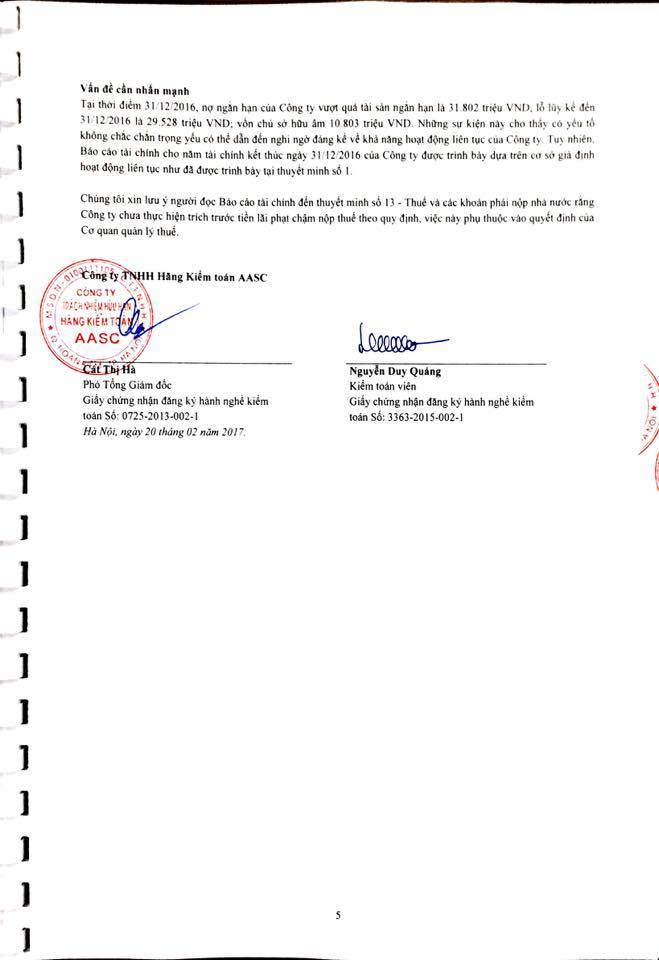 Vấn đề cần nhấn mạnh
Tại thời điểm 31/12/2016, nợ ngắn hạn của Công ty vượt quá tài sản ngắn hạn là 31.802 triệu VND, lỗ lũy kế đến
31/12/2016 là 29.528 triệu VND; vốn chủ sở hữu âm 10.803 triệu VND. Những sự kiện này cho thấy có yếu tố
không chắc chắn trọng yếu có thể dẫn đến nghi ngờ đáng kể về khả năng hoạt động liên tục của Công ty. Tuy nhiên,
Báo cáo tài chính cho năm tài chính kết thúc ngày 31/12/2016 của Công ty được trình bày dựa trên cơ sở giả định
hoạt động liên tục như đã được trình bày tại thuyết minh số 1.
Chúng tôi xin lưu ý người đọc Báo cáo tài chính đến thuyết minh số 13 - Thuế và các khoản phải nộp nhà nước rằng
Công ty chưa thực hiện trích trước tiền lãi phạt chậm nộp thuế theo quy định, việc này phụ thuộc vào quyết định của
Cơ quan quản lý thuế.
Công ty TNHH Hãng Kiểm toán AASC
CÔNG TY
TRÁCH NHIỆM HỮU HẠN
HÃNG KIỂM TOÁN
AASC
Cát Thị Hà
Phó Tổng Giám đốc
Giấy chứng nhận đăng ký hành nghề kiểm
toán Số: 0725-2013-002-1
Hà Nội, ngày 20 tháng 02 năm 2017.
Nguyễn Duy Quảng
Kiểm toán viên
Giấy chứng nhận đăng ký hành nghề kiểm
toán Số: 3363-2015-002-1
5